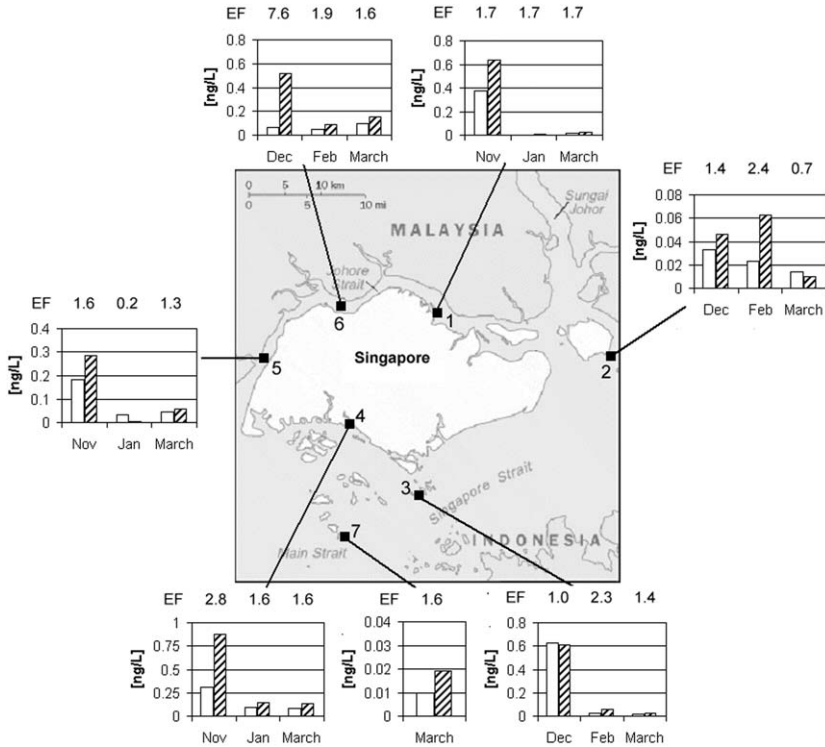 EF 7.6 1.9 1.6
[ng/L]
0.8
0.6
0.4
0.2
0
Dec Feb March
EF 1.7 1.7 1.7
[ng/L]
0.8
0.6
0.4
0.2
0
Nov Jan March
EF 1.4 2.4 0.7
[ng/L]
0.08
0.06
0.04
0.02
0
Dec Feb March
EF 1.6 0.2 1.3
[ng/L]
0.4
0.3
0.2
0.1
0
Nov Jan March
0 5 10 km
0 5 10 mi
MALAYSIA
Sungai
Johor
Johore
Strait
6
1
5
Singapore
2
4
3
Singapore Strait
7
INDONESIA
Main Strait
EF 2.8 1.6 1.6
[ng/L]
1
0.75
0.5
0.25
0
Nov Jan March
EF 1.6
[ng/L]
0.04
0.03
0.02
0.01
0
March
EF 1.0 2.3 1.4
[ng/L]
0.8
0.6
0.4
0.2
0
Dec Feb March